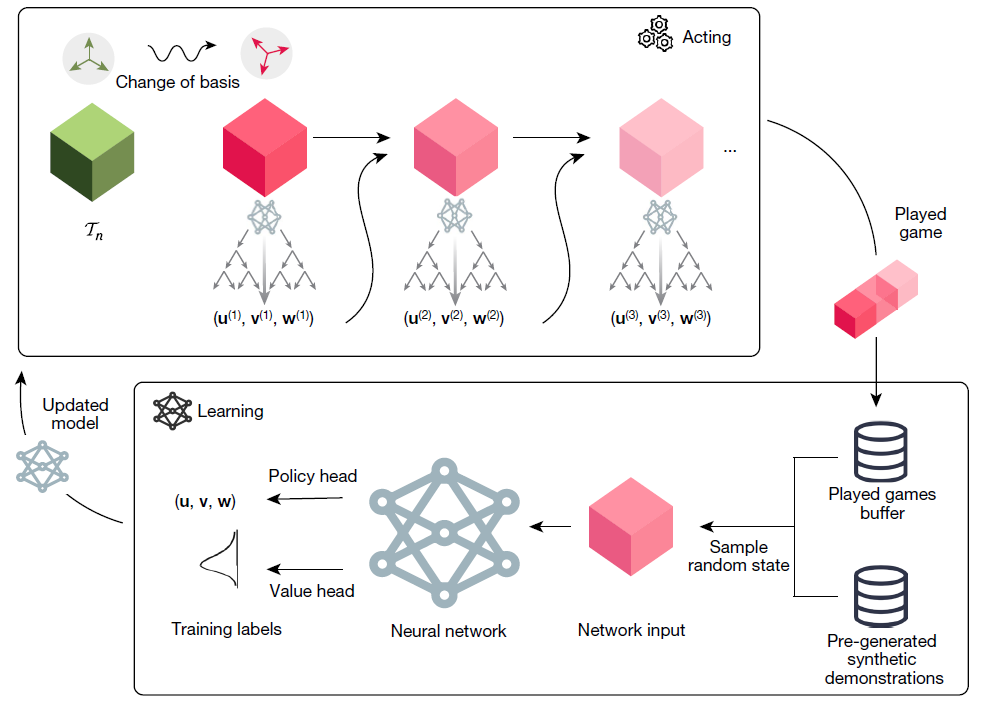 Acting
Change of basis
𝒯n
...
(u(1), v(1), w(1))
(u(2), v(2), w(2))
(u(3), v(3), w(3))
Played
game
Updated
model
Learning
Policy head
(u, v, w)
Value head
Training labels
Neural network
Network input
Sample
random state
Played games
buffer
Pre-generated
synthetic
demonstrations